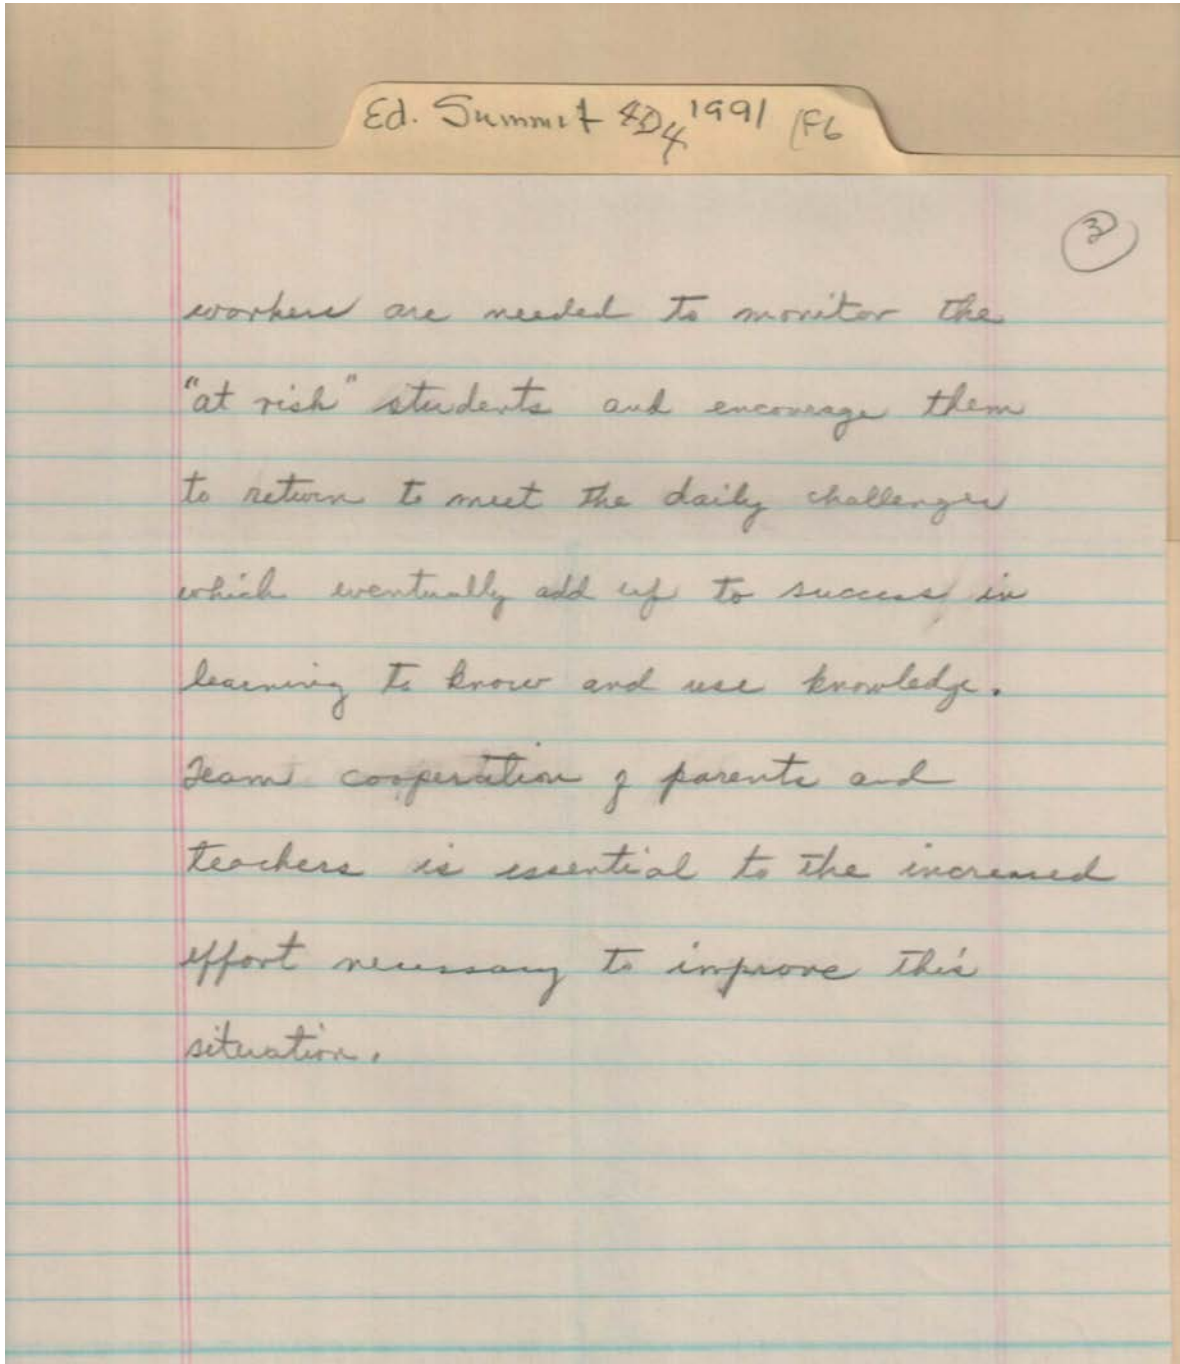 Ed. Summit 4D4 1991 (F6
3
workers are needed to monitor the
"at risk" students and encourage them
to return to meet the daily challenges
which eventually add up to success in
learning to know and use knowledge.
Team cooperation of parents and
teachers is essential to the increased
effort necessary to improve this
situation.